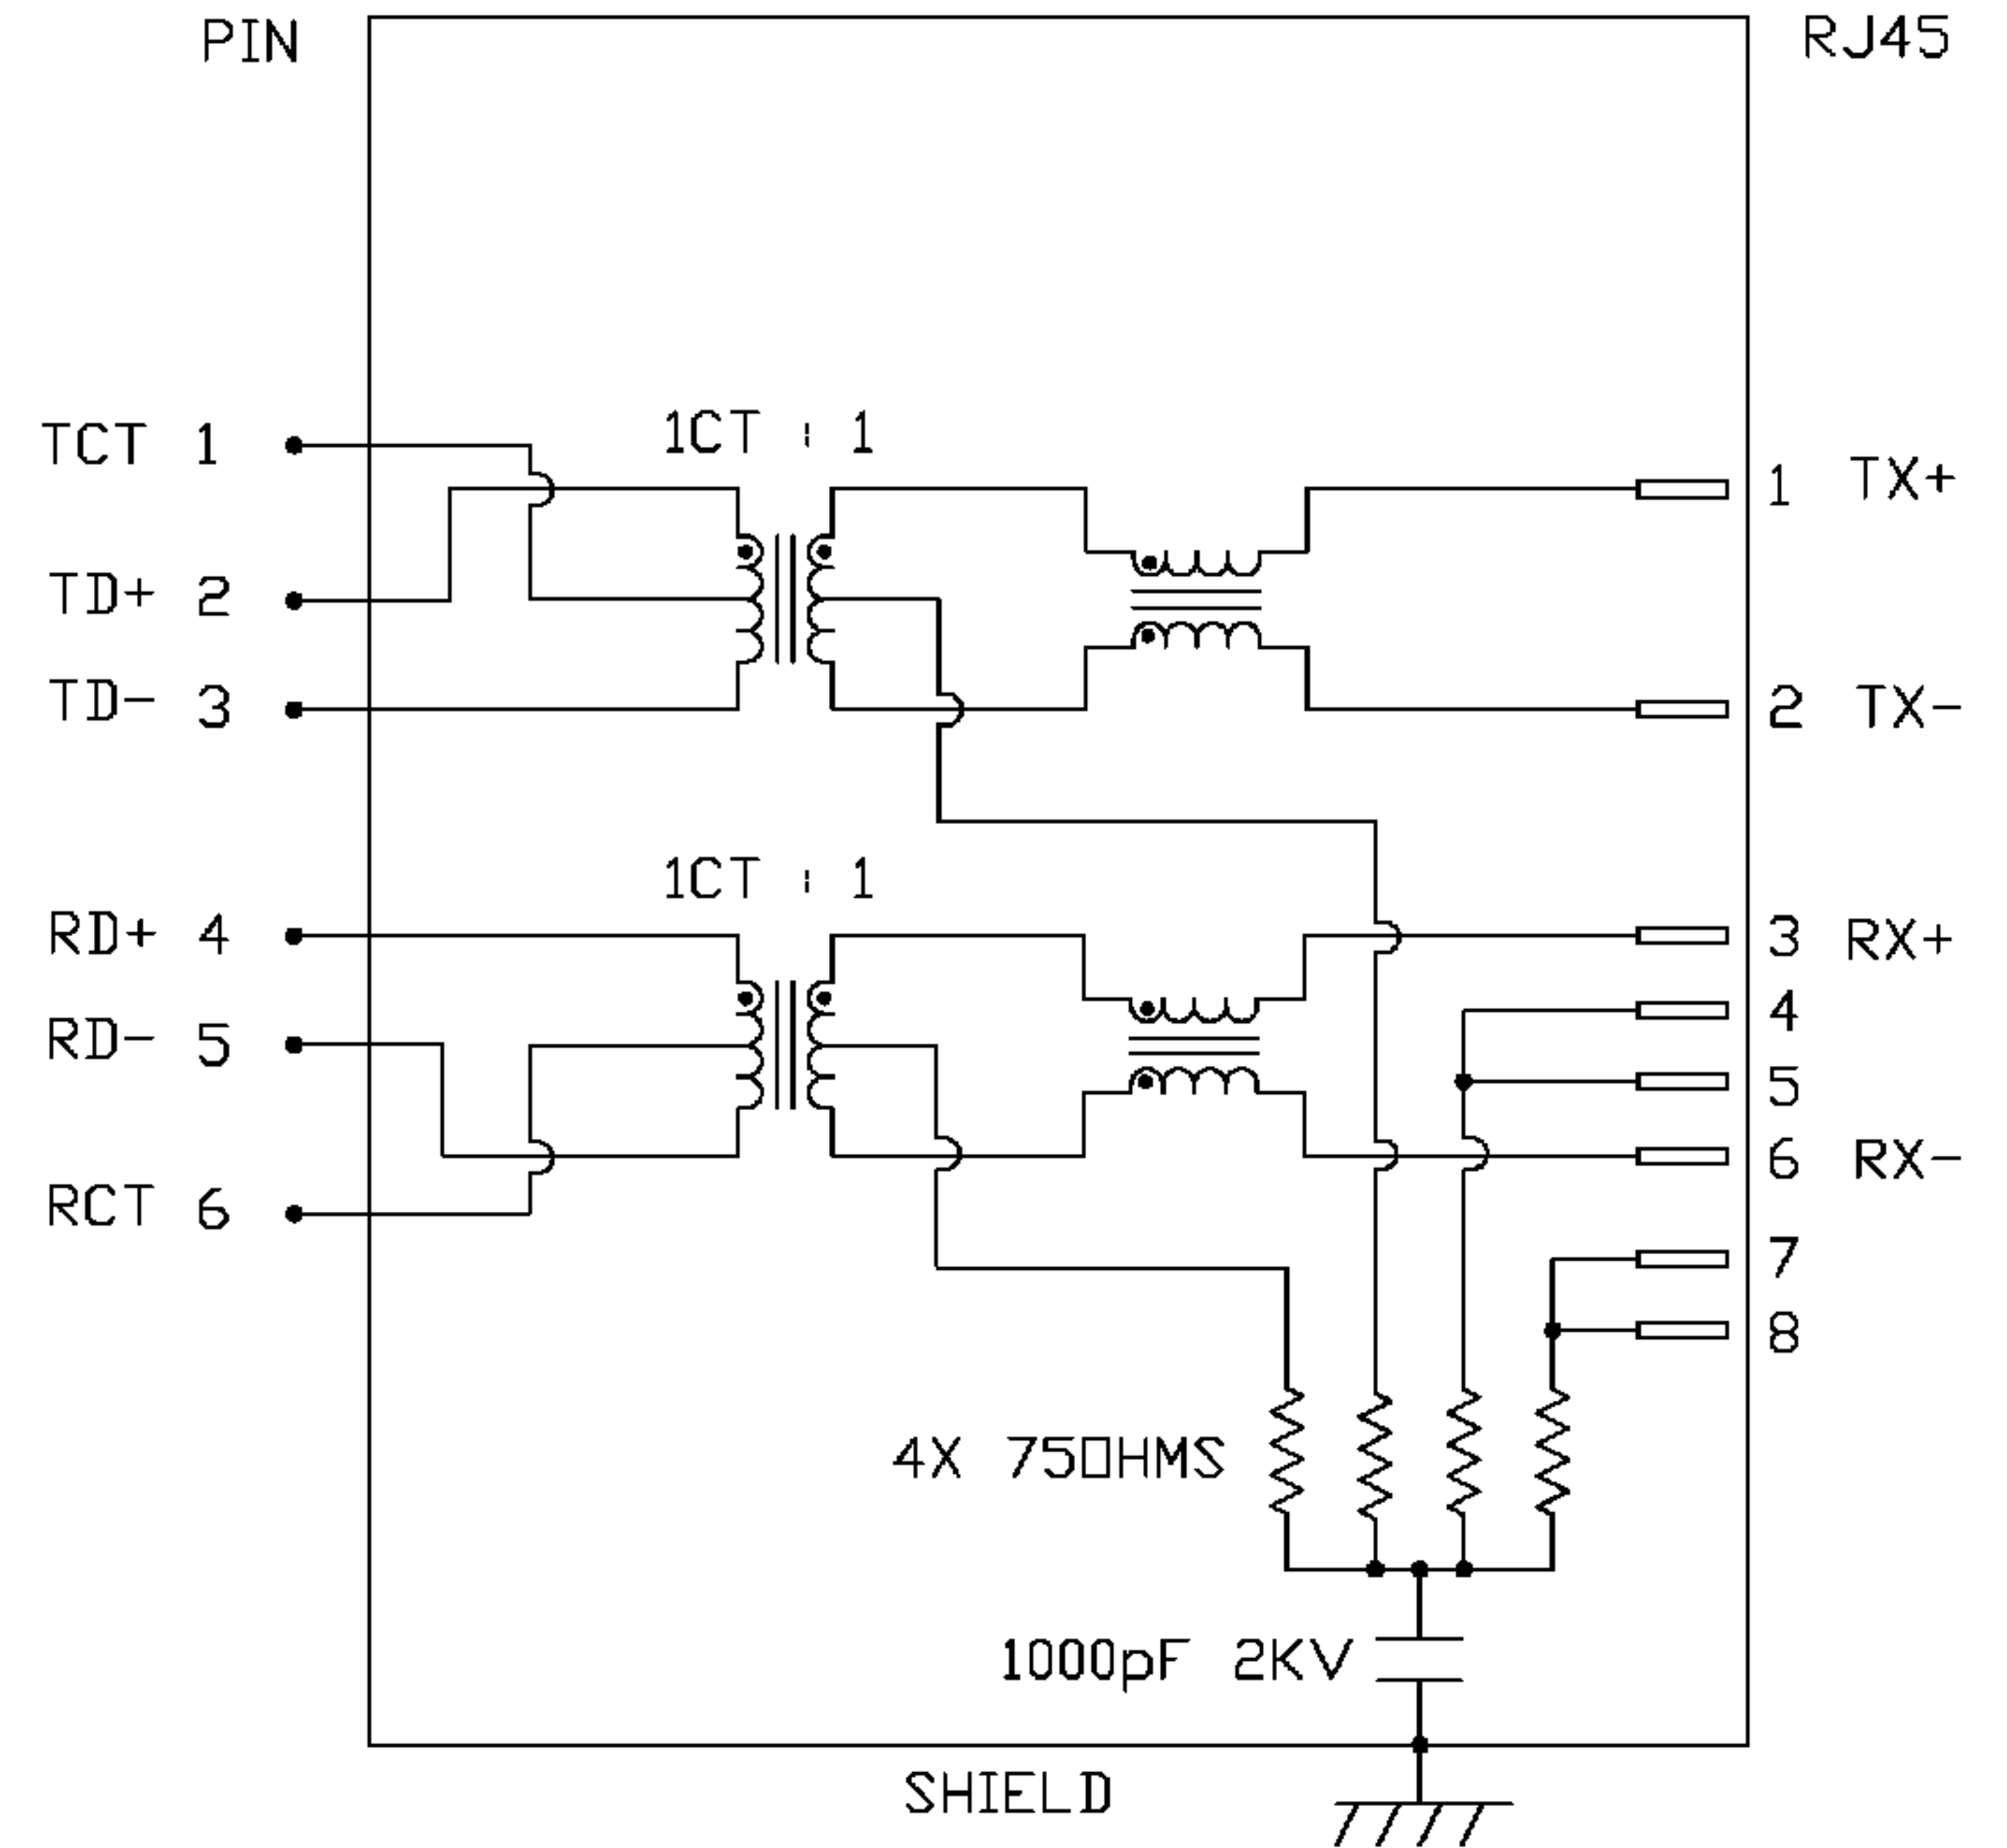 PIN
RJ45
1CT : 1
TCT 1
1 TX+
TD+ 2
TD- 3
2 TX-
1CT : 1
RD+ 4
3 RX+
4
RD- 5
5
6 RX-
RCT 6
7
8
4X 75OHMS
1000pF 2KV
SHIELD